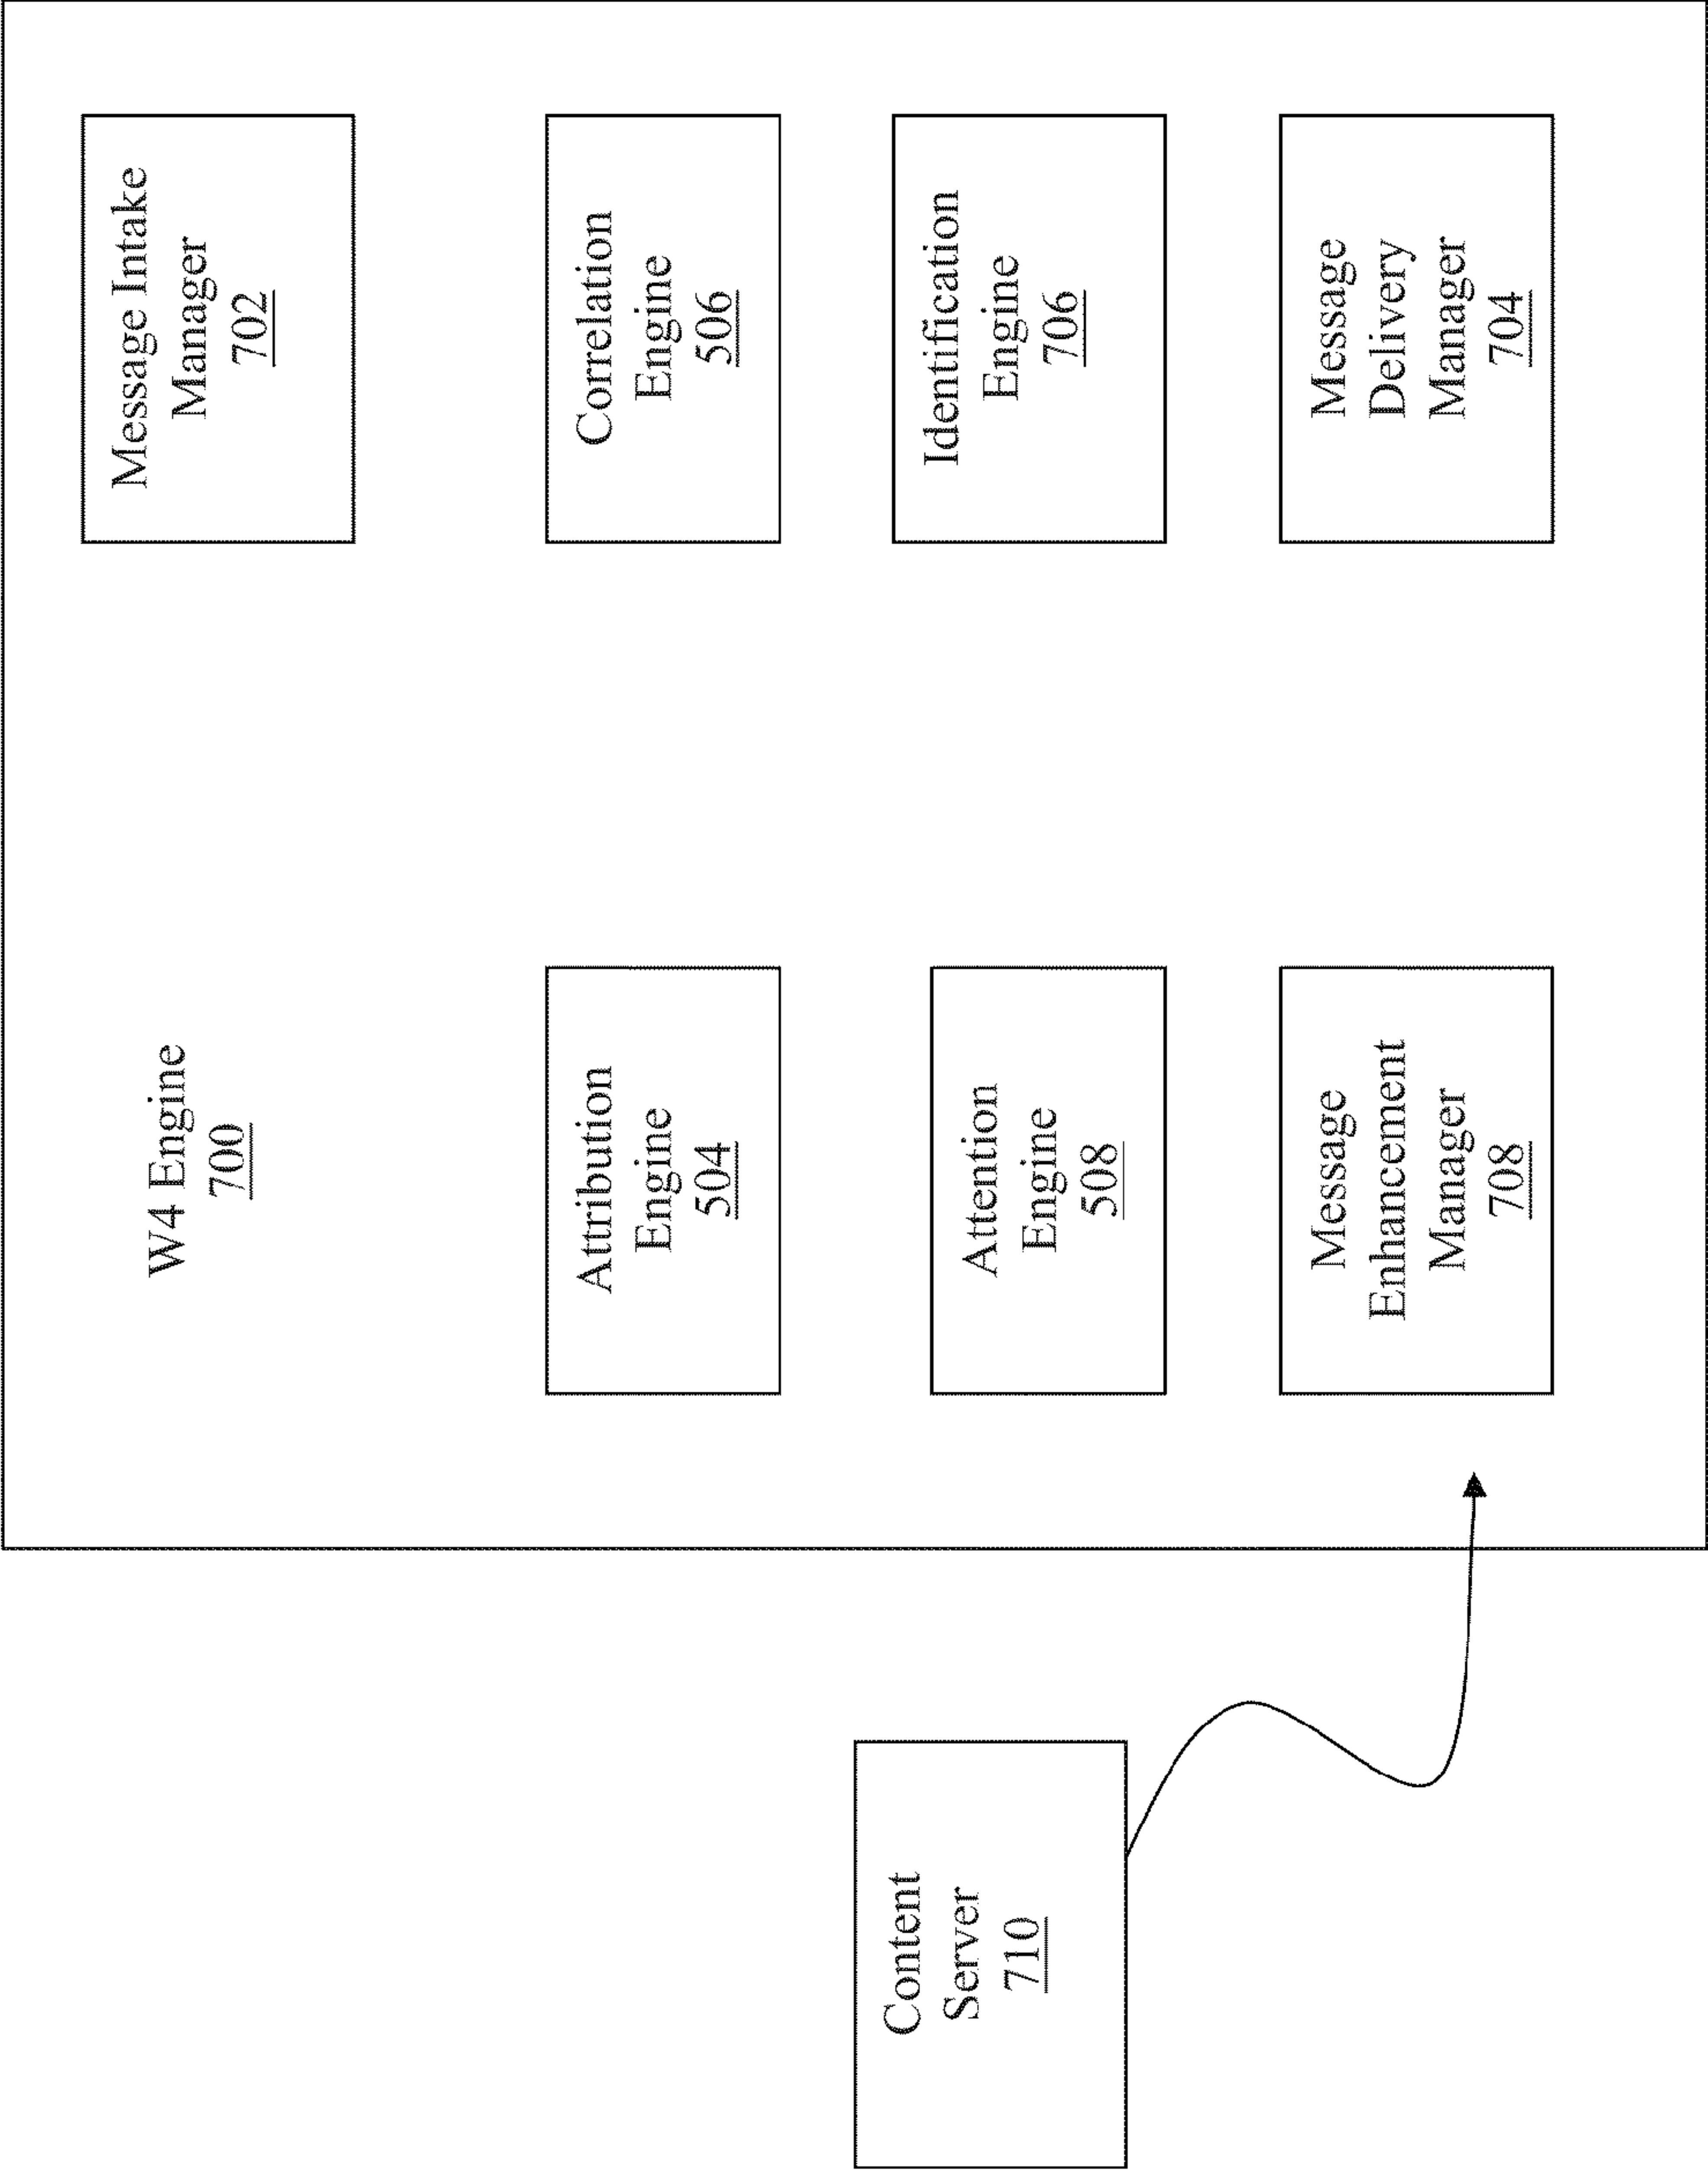 W4 Engine
700
Message Intake
Manager
702
Attribution
Engine
504
Correlation
Engine
506
Content
Server
710
Attention
Engine
508
Identification
Engine
706
Message
Enhancement
Manager
708
Message
Delivery
Manager
704